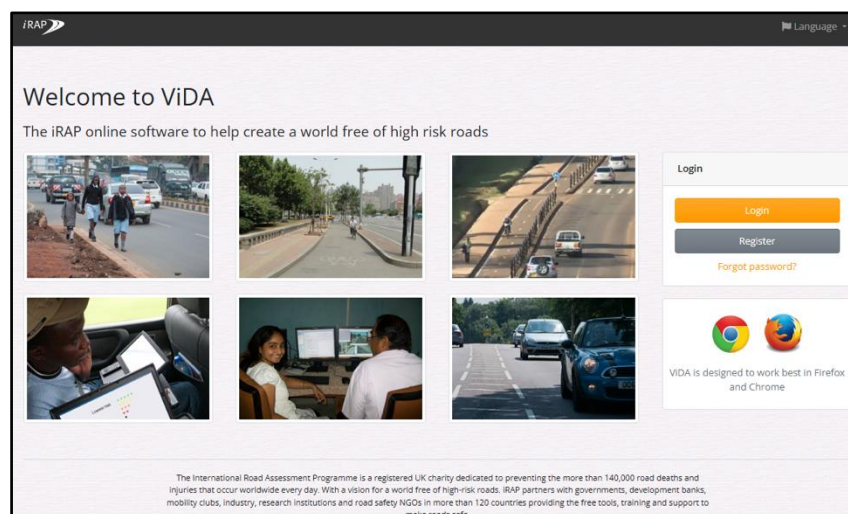 iRAP
Language
Welcome to ViDA
The iRAP online software to help create a world free of high risk roads
Login
Login
Register
Forgot password?
ViDA is designed to work best in Firefox
and Chrome
The International Road Assessment Programme is a registered UK charity dedicated to preventing the more than 140,000 road deaths and
injuries that occur worldwide every day. With a vision for a world free of high-risk roads. iRAP partners with governments, development banks,
mobility clubs, industry, research institutions and road safety NGOs in more than 120 countries providing the free tools, training and support to
make roads safe